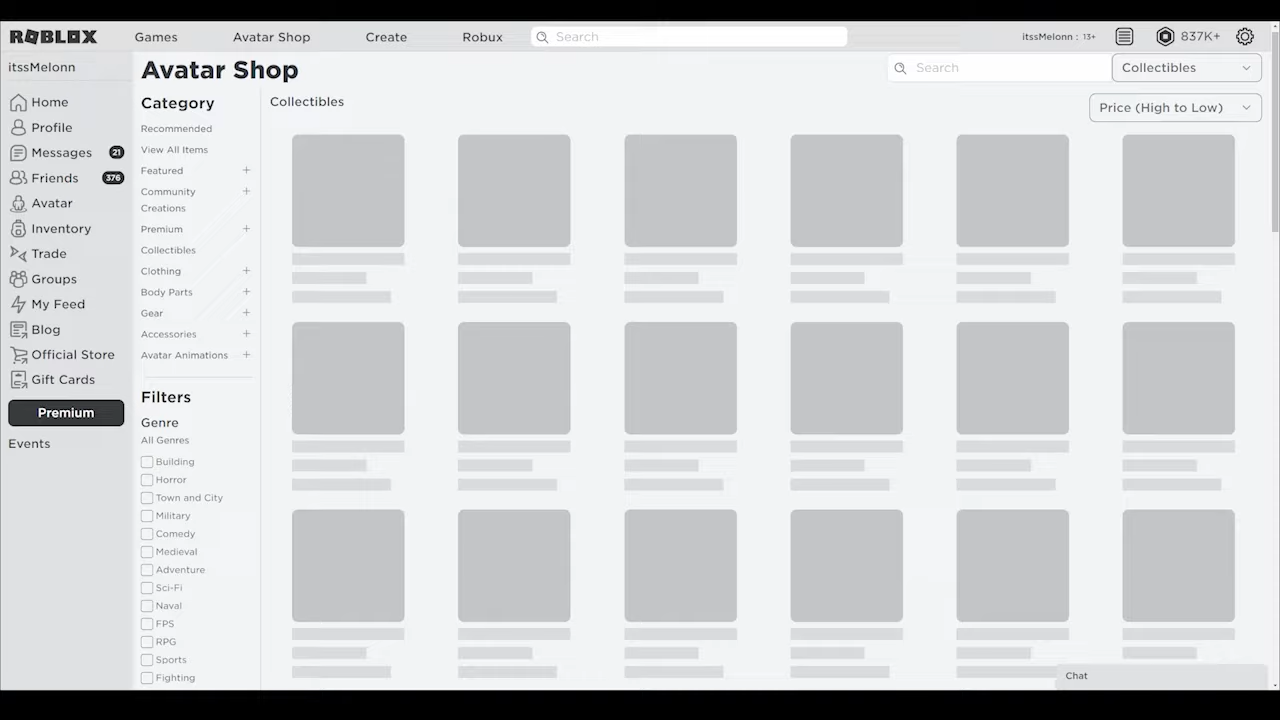 ROBLOX Games Avatar Shop Create Robux Search itssMelonn : 13+ 837K+
itssMelonn
Home
Profile
Messages 21
Friends 376
Avatar
Inventory
Trade
Groups
My Feed
Blog
Official Store
Gift Cards
Premium
Events
Avatar Shop
Search
Collectibles
Category
Recommended
View All Items
Featured +
Community +
Creations
Premium +
Collectibles
Clothing +
Body Parts +
Gear +
Accessories +
Avatar Animations +
Filters
Genre
All Genres
Building
Horror
Town and City
Military
Comedy
Medieval
Adventure
Sci-Fi
Naval
FPS
RPG
Sports
Fighting
Collectibles
Price (High to Low)
Chat